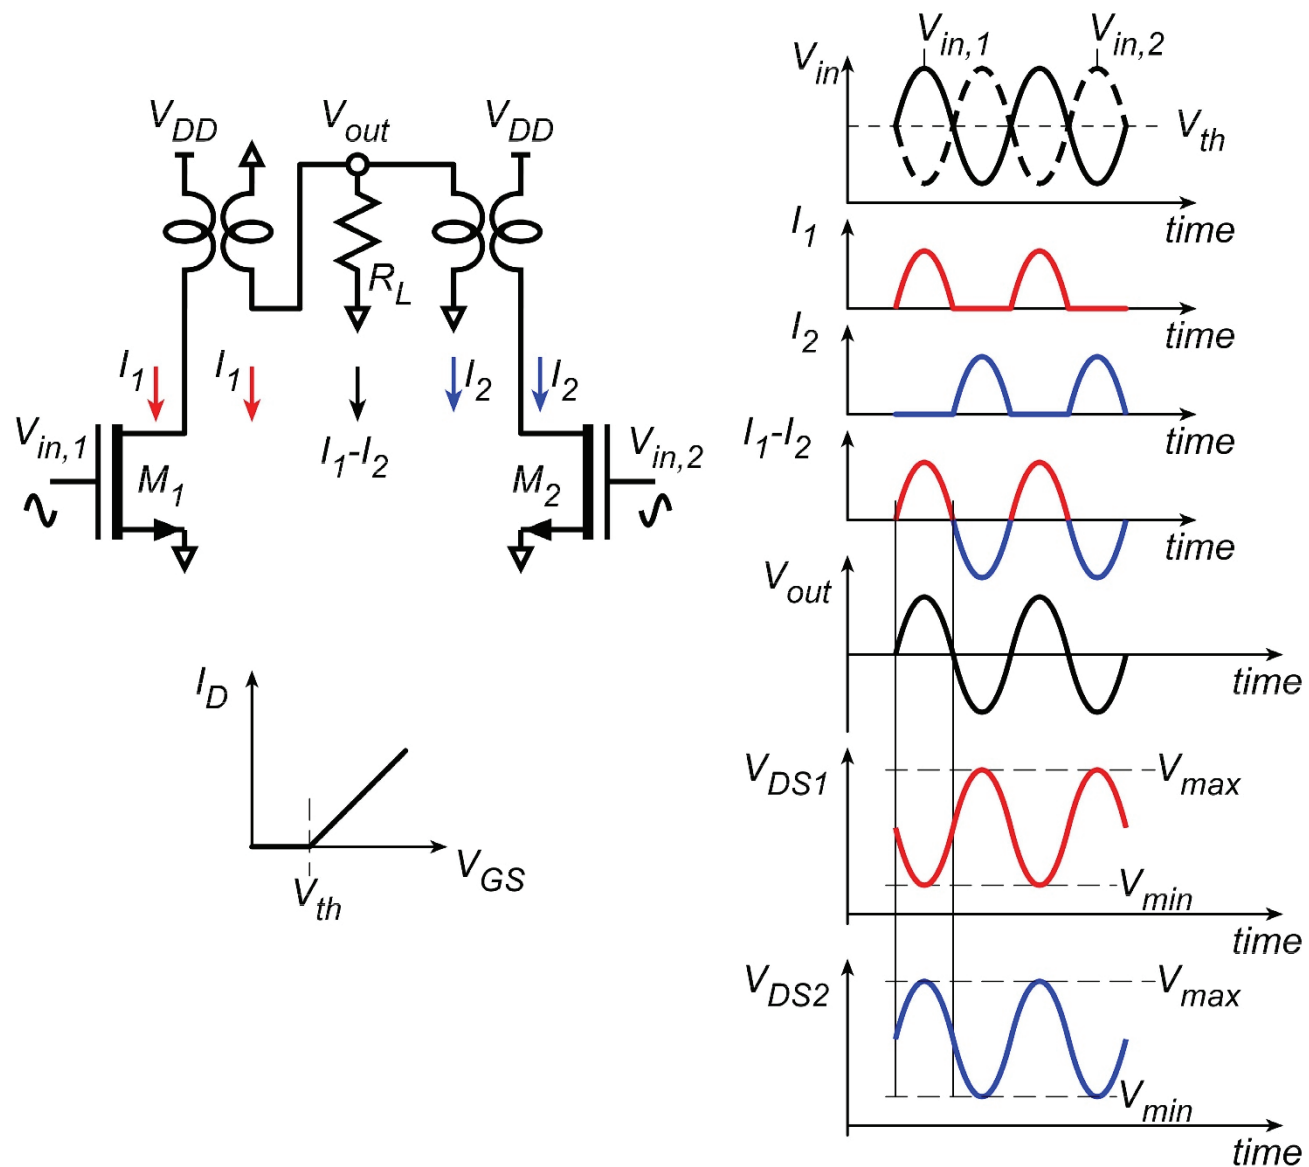 V_DD
V_out
V_DD
R_L
I_1
I_1
I_2
I_2
I_1-I_2
V_in,1
M_1
M_2
V_in,2
I_D
V_GS
V_th
V_in,1
V_in,2
V_in
V_th
time
I_1
time
I_2
time
I_1-I_2
time
V_out
time
V_DS1
V_max
V_min
time
V_DS2
V_max
V_min
time